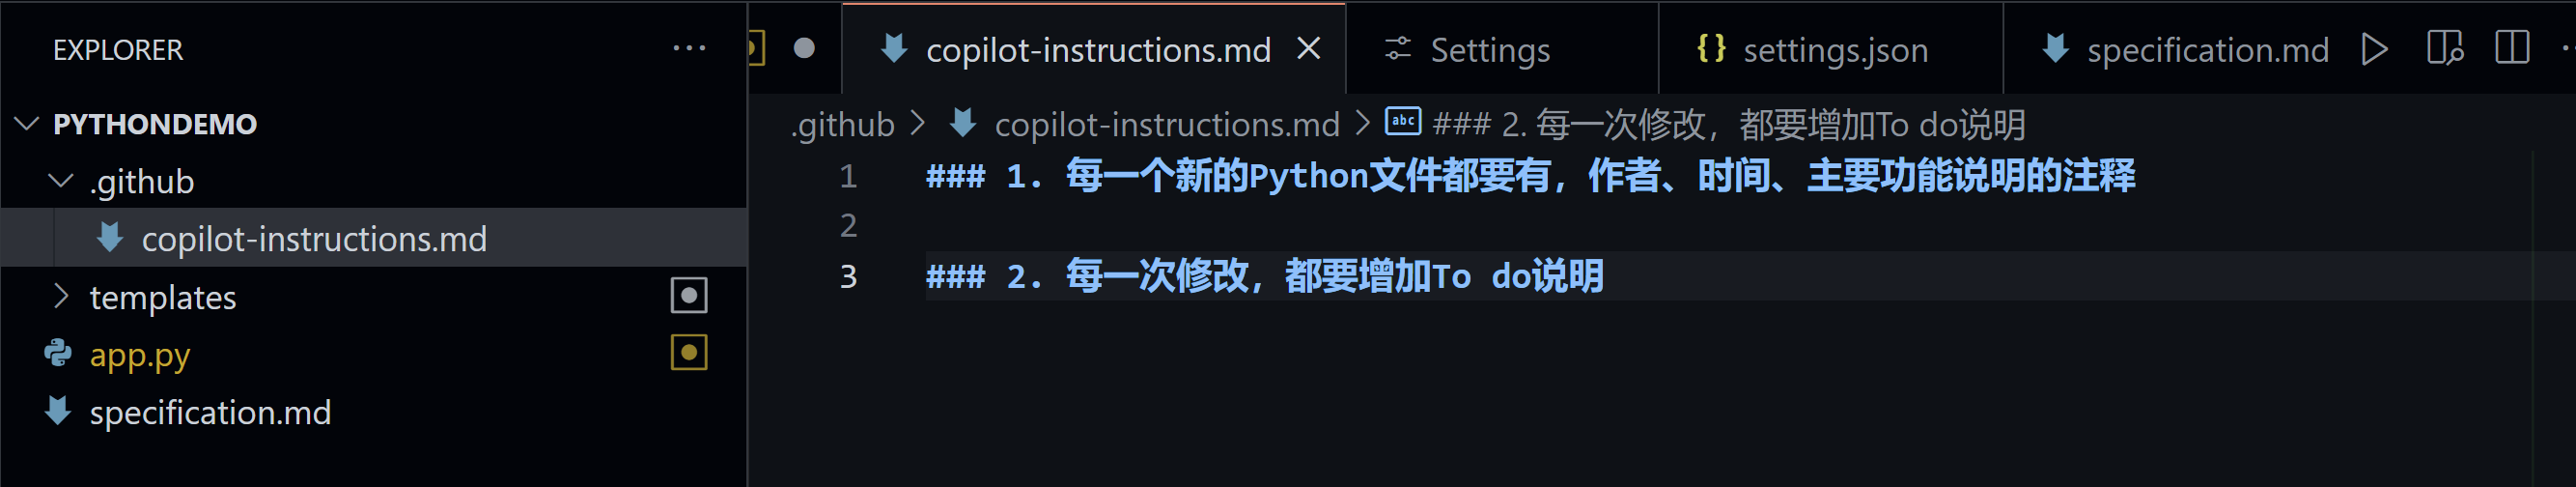 EXPLORER
PYTHONDEMO
.github
copilot-instructions.md
templates
app.py
specification.md
copilot-instructions.md
Settings
{} settings.json
specification.md
.github > copilot-instructions.md > abc ### 2. 每一次修改，都要增加To do说明
1 ### 1. 每一个新的Python文件都要有，作者、时间、主要功能说明的注释
2
3 ### 2. 每一次修改，都要增加To do说明